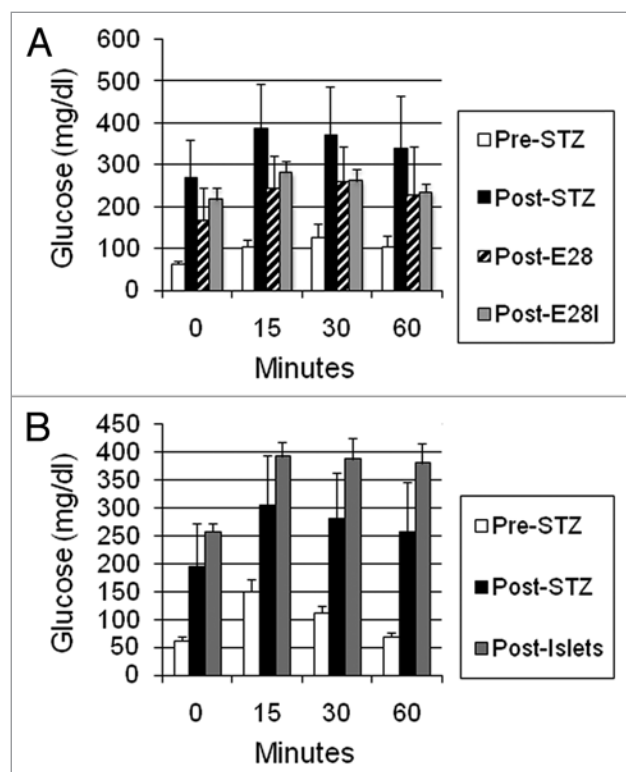 A
Glucose (mg/dl)
600
500
400
300
200
100
0
0 15 30 60
Minutes
Pre-STZ
Post-STZ
Post-E28
Post-E28I
B
Glucose (mg/dl)
450
400
350
300
250
200
150
100
50
0
0 15 30 60
Minutes
Pre-STZ
Post-STZ
Post-Islets